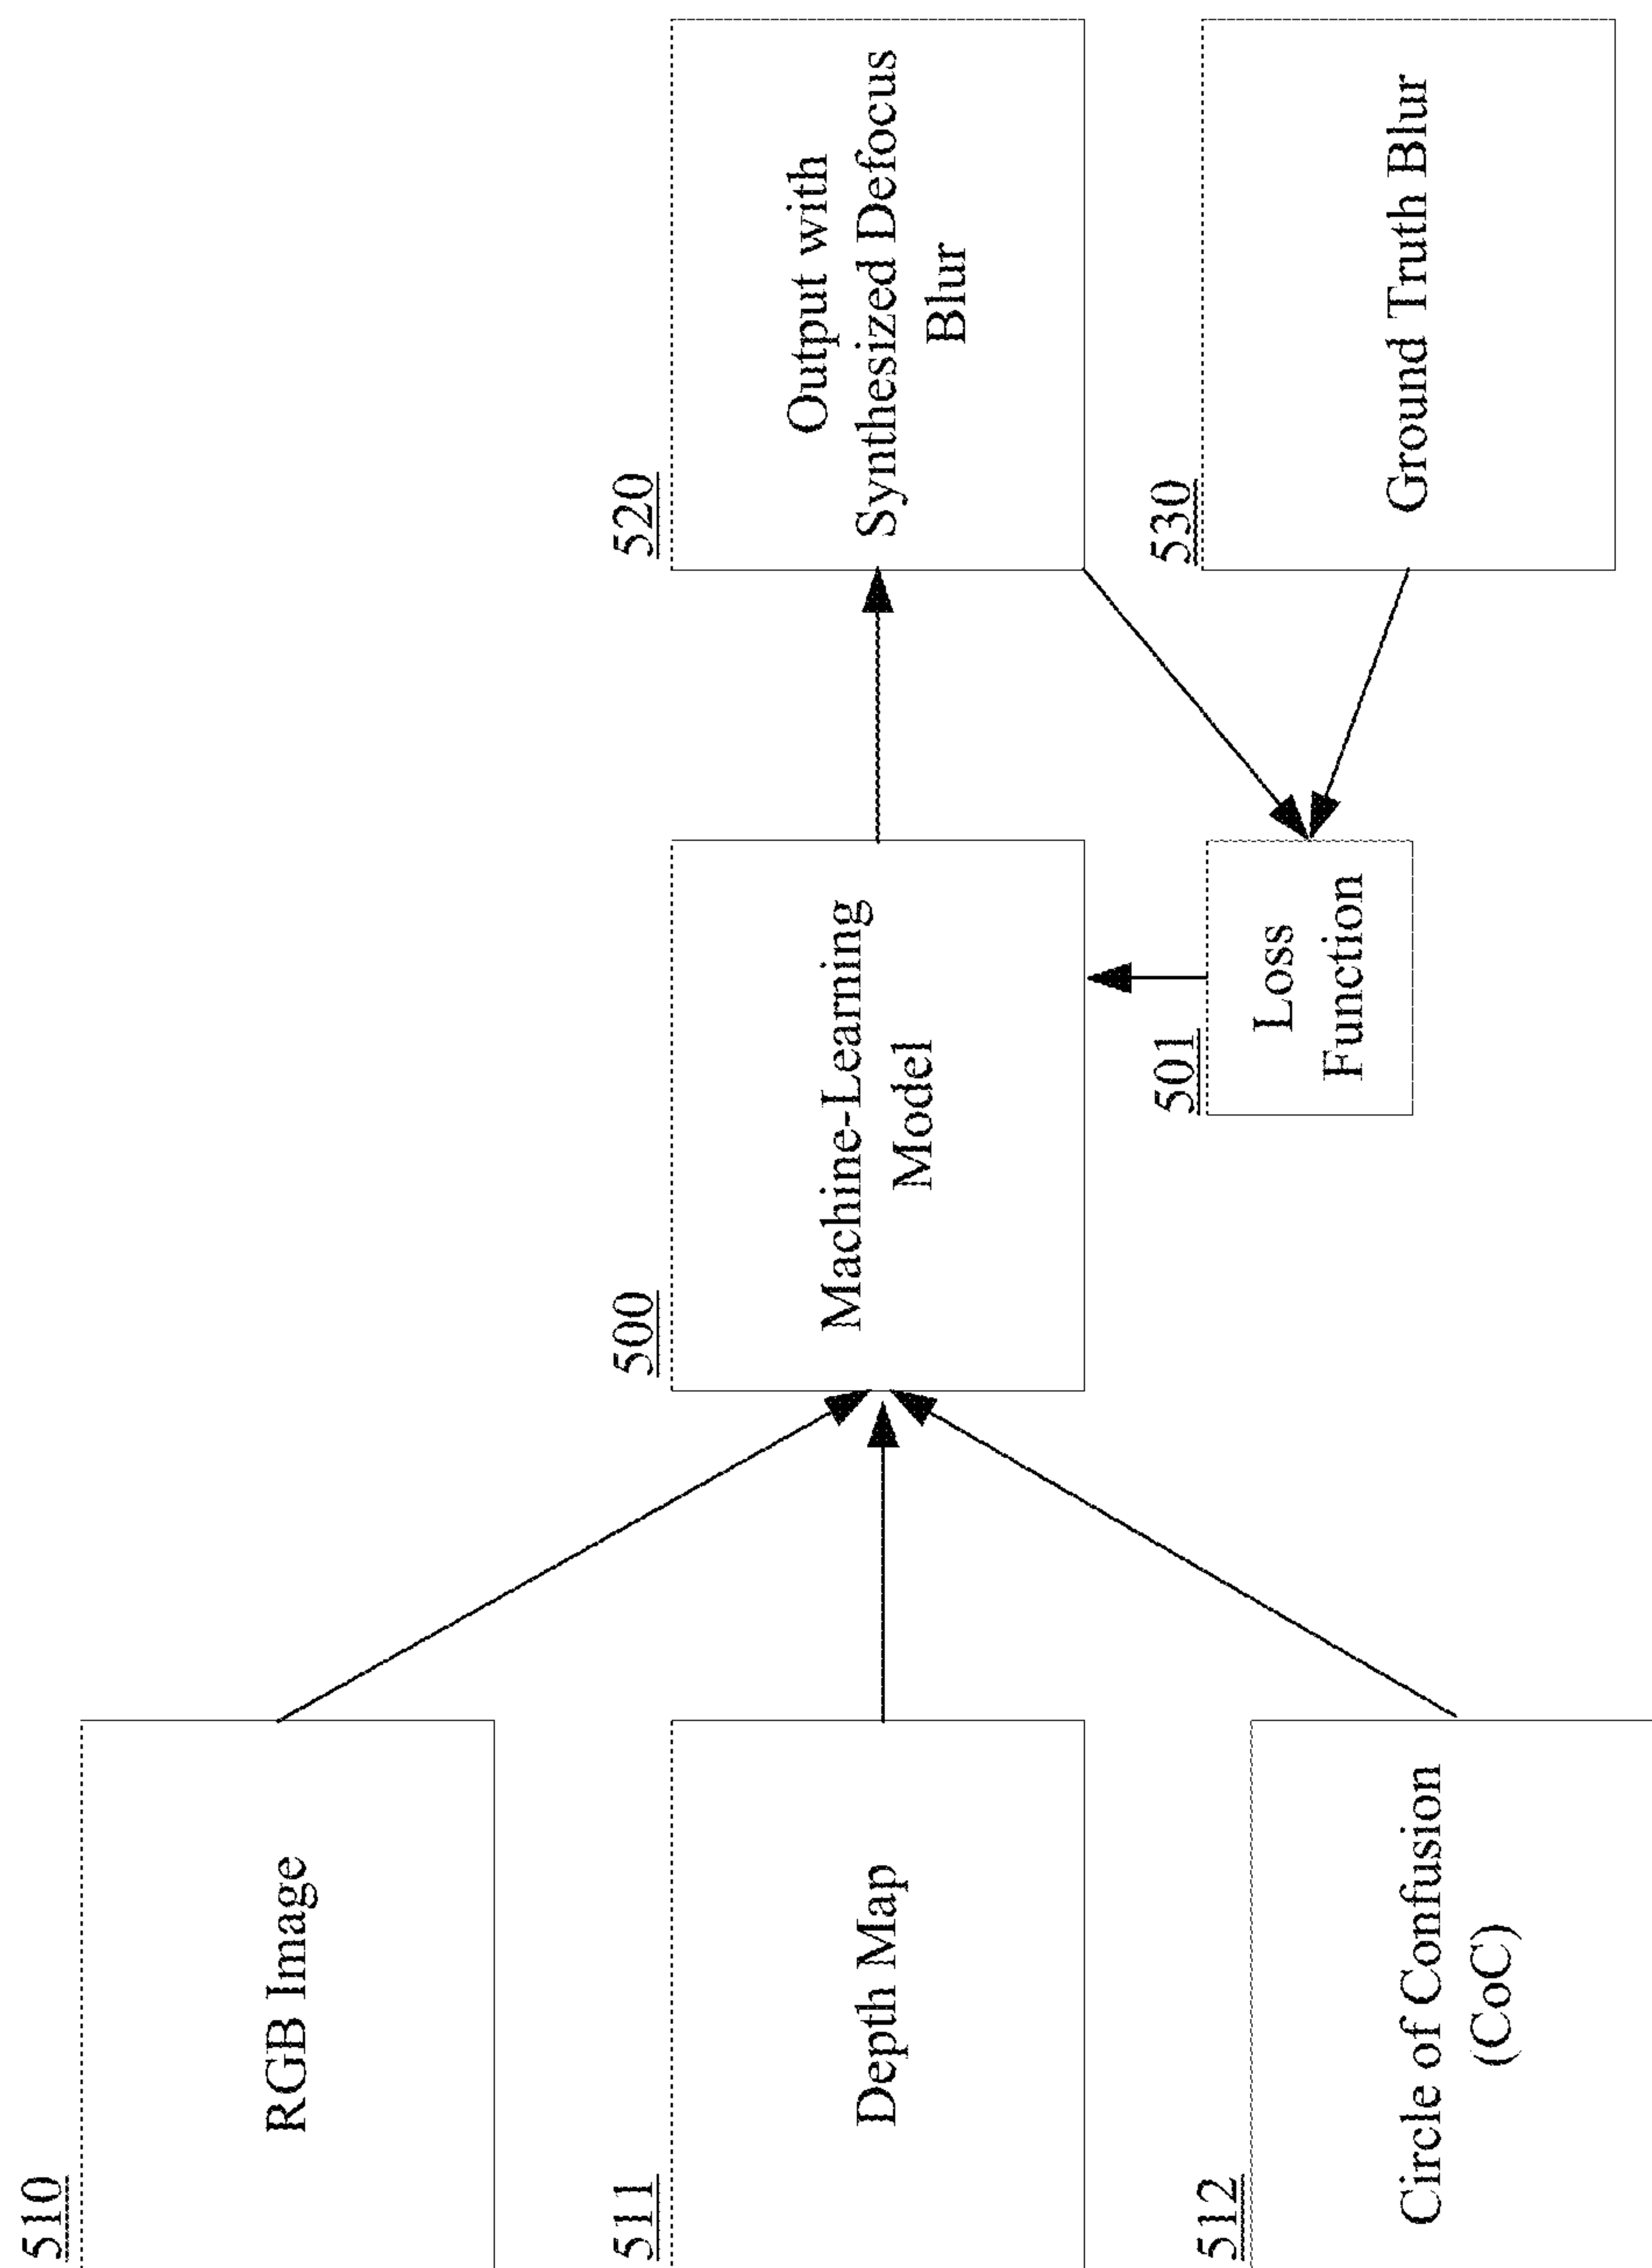 510
RGB Image
511
Depth Map
512
Circle of Confusion
(CoC)
500
Machine-Learning
Model
501
Loss
Function
520
Output with
Synthesized Defocus
Blur
530
Ground Truth Blur